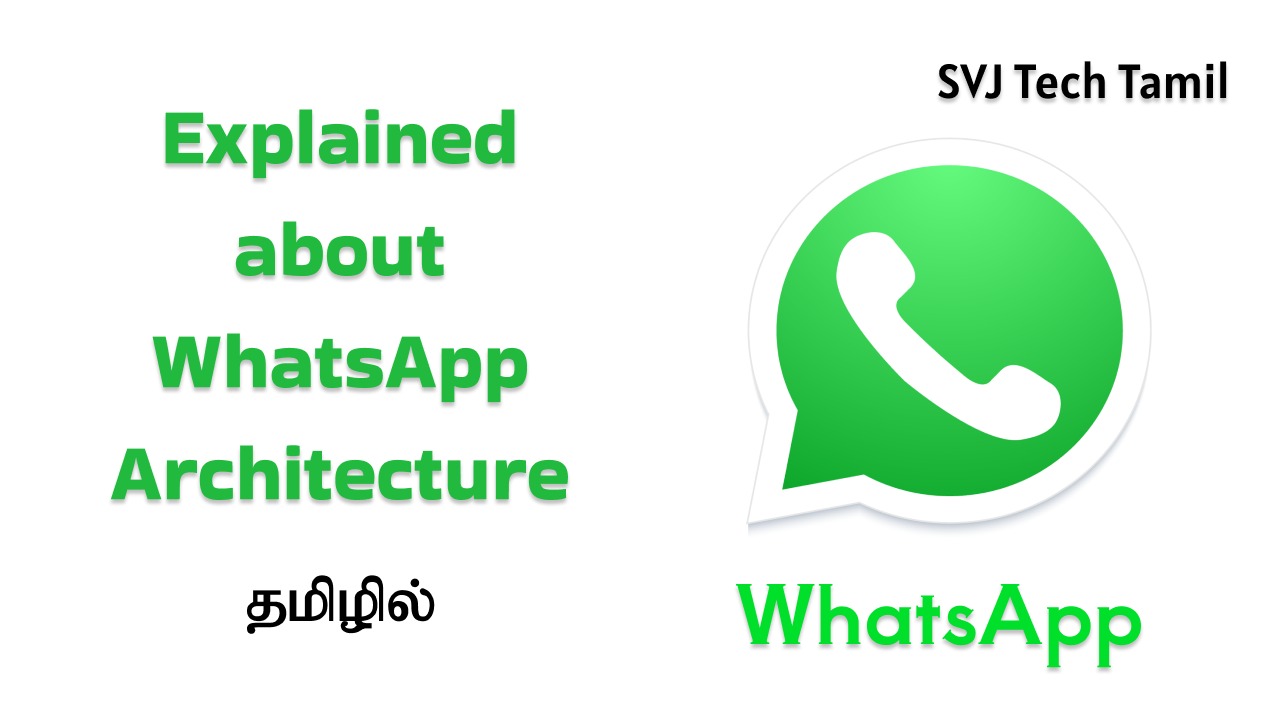 SVJ Tech Tamil
Explained
about
WhatsApp
Architecture
தமிழில்
WhatsApp